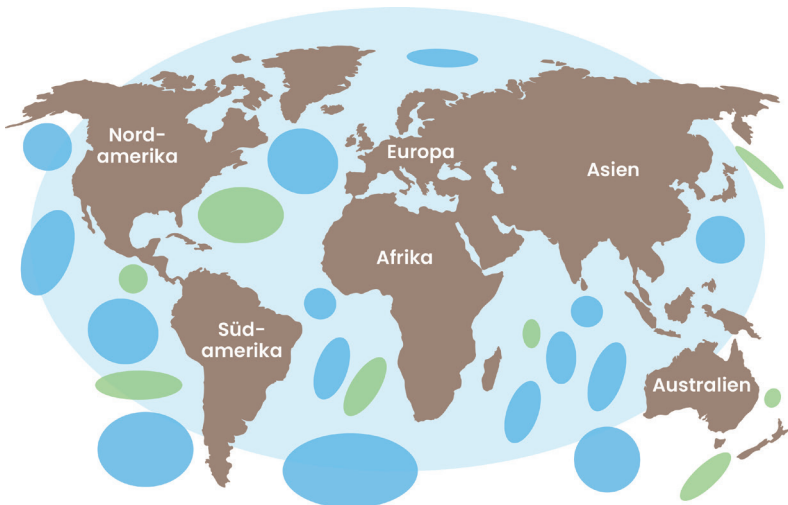 Nord-
amerika
Europa
Asien
Afrika
Süd-
amerika
Australien